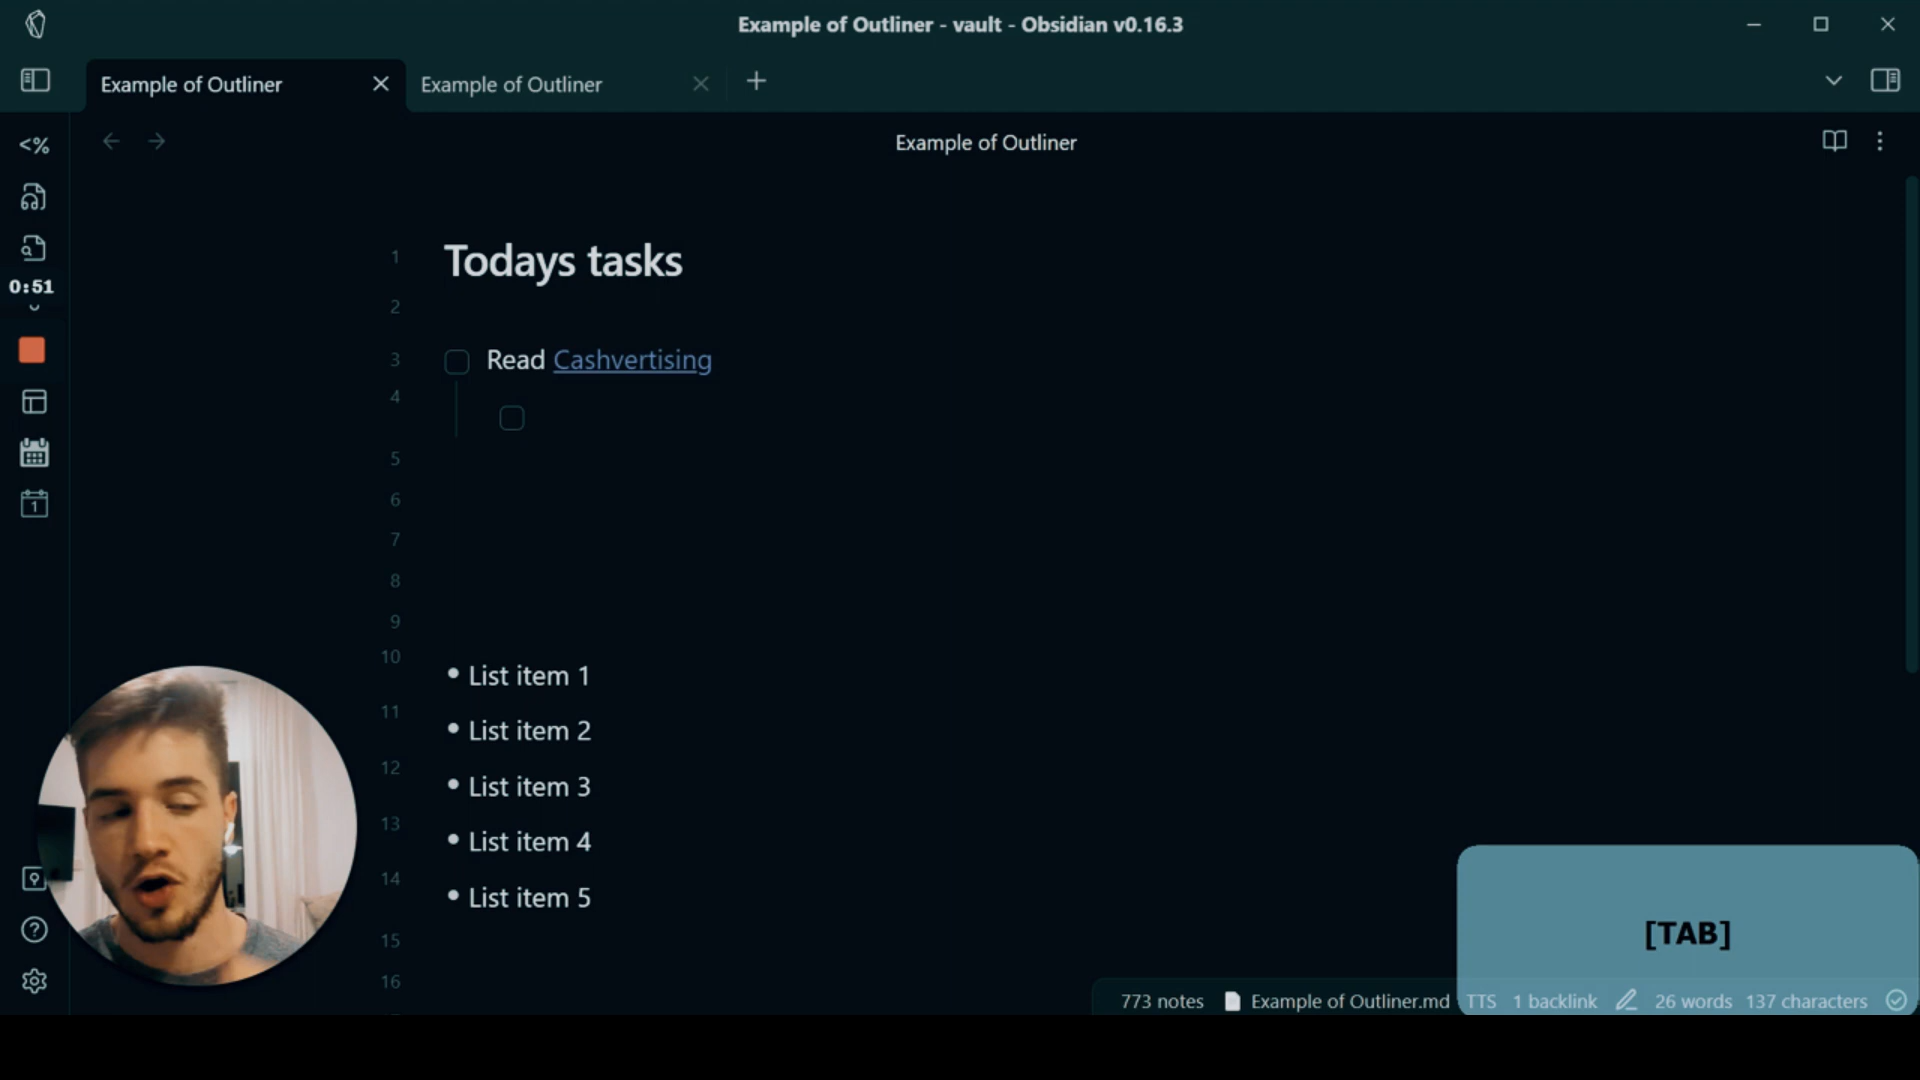 Example of Outliner - vault - Obsidian v0.16.3
Example of Outliner
Example of Outliner
<%
Example of Outliner
0:51
1 Todays tasks
2
3 Read Cashvertising
4
5
6
7
8
9
10 • List item 1
11 • List item 2
12 • List item 3
13 • List item 4
14 • List item 5
15
16
1
[TAB]
773 notes Example of Outliner.md TTS 1 backlink 26 words 137 characters